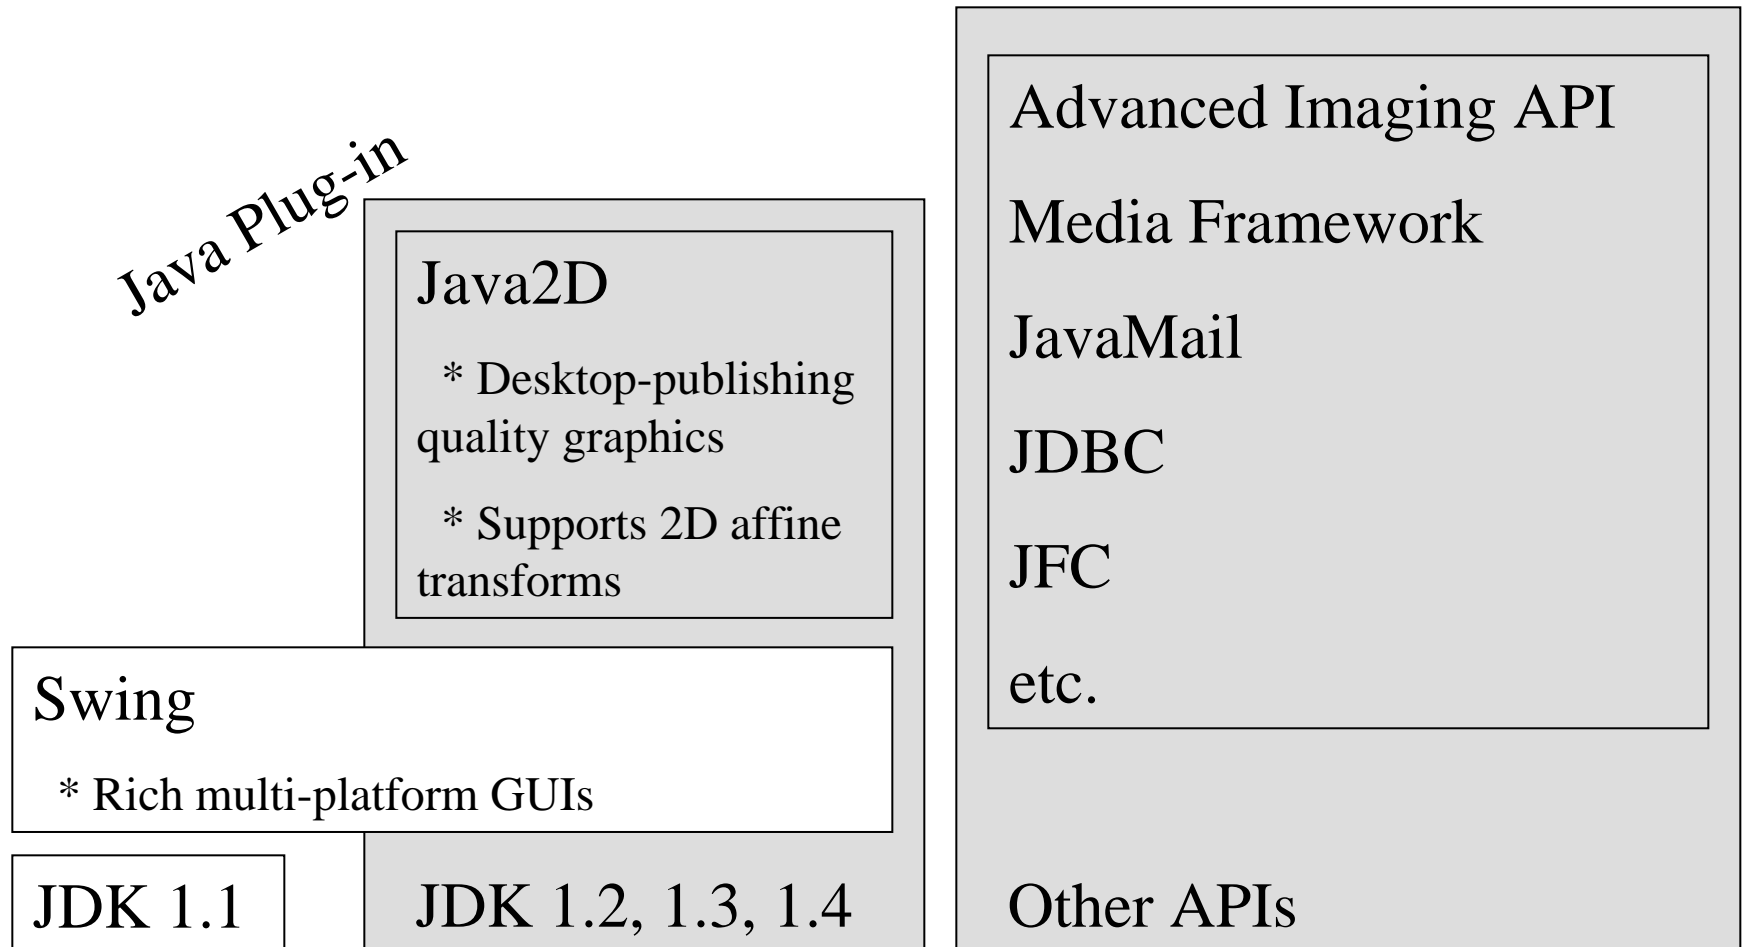 Java Plug-in
Java2D
* Desktop-publishing
quality graphics
* Supports 2D affine
transforms
Swing
* Rich multi-platform GUIs
JDK 1.1
JDK 1.2, 1.3, 1.4
Advanced Imaging API
Media Framework
JavaMail
JDBC
JFC
etc.
Other APIs